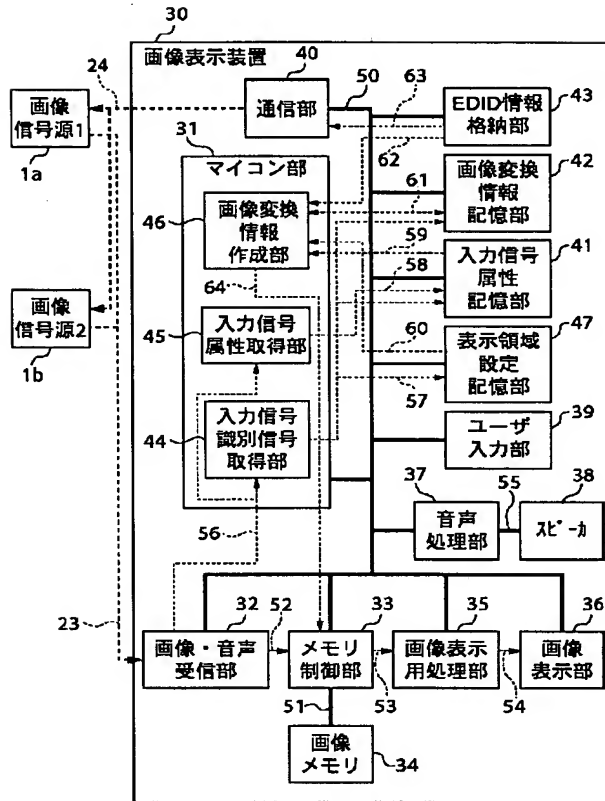 30
画像表示装置
24
40
50
63
画像
信号源1
1a
通信部
EDID情報
格納部
43
62
31
マイコン部
46
画像変換
情報
作成部
61
画像変換
情報
記憶部
42
59
58
入力信号
属性
記憶部
41
64
画像
信号源2
1b
45
入力信号
属性取得部
60
表示領域
設定
記憶部
47
57
44
入力信号
識別信号
取得部
ユーザ
入力部
39
37
55
38
音声
処理部
スピーカ
56
23
32
52
33
35
36
画像・音声
受信部
メモリ
制御部
画像表示
用処理部
画像
表示部
51
53
54
画像
メモリ
34